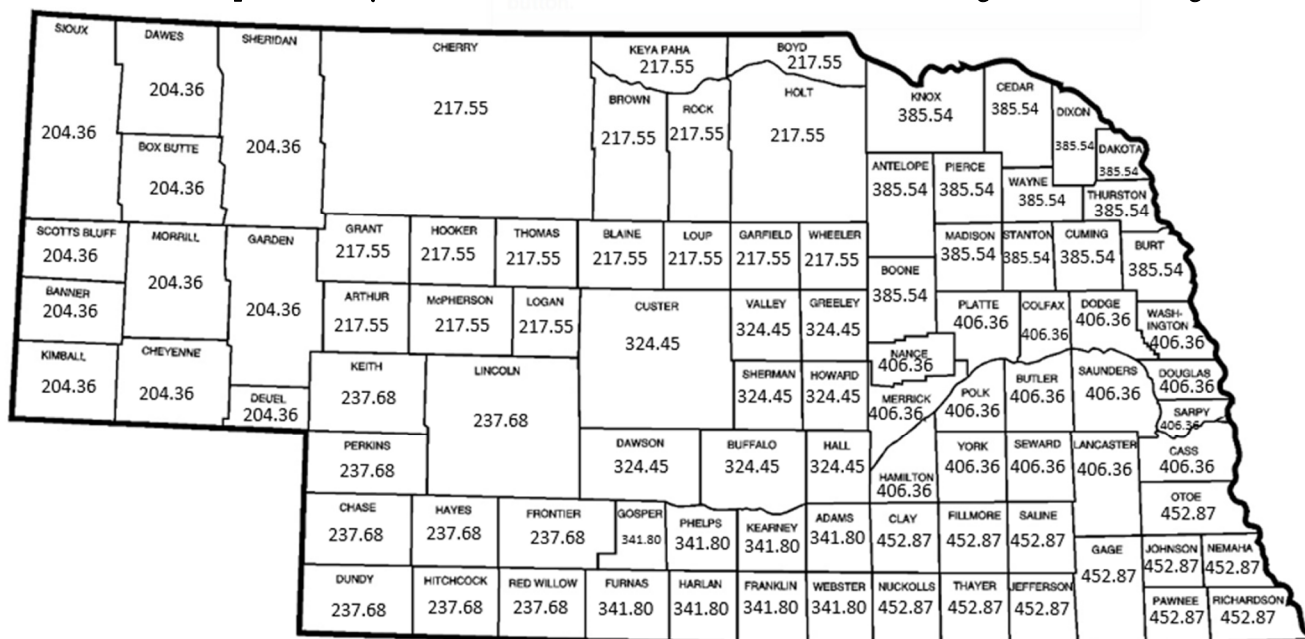 SIOUX
204.36
DAWES
204.36
SHERIDAN
204.36
CHERRY
217.55
KEYA PAHA
217.55
BOYD
217.55
BROWN
217.55
ROCK
217.55
HOLT
217.55
KNOX
385.54
CEDAR
385.54
DIXON
385.54
DAKOTA
385.54
BOX BUTTE
204.36
ANTELOPE
385.54
PIERCE
385.54
WAYNE
385.54
THURSTON
385.54
SCOTTS BLUFF
204.36
MORRILL
204.36
GARDEN
204.36
GRANT
217.55
HOOKER
217.55
THOMAS
217.55
BLAINE
217.55
LOUP
217.55
GARFIELD
217.55
WHEELER
217.55
MADISON
385.54
STANTON
385.54
CUMING
385.54
BURT
385.54
BANNER
204.36
ARTHUR
217.55
McPHERSON
217.55
LOGAN
217.55
CUSTER
324.45
VALLEY
324.45
GREELEY
324.45
BOONE
385.54
PLATTE
406.36
COLFAX
406.36
DODGE
406.36
WASH-
INGTON
406.36
KIMBALL
204.36
CHEYENNE
204.36
DEUEL
204.36
KEITH
237.68
LINCOLN
237.68
SHERMAN
324.45
HOWARD
324.45
NANCE
406.36
MERRICK
406.36
POLK
406.36
BUTLER
406.36
SAUNDERS
406.36
DOUGLAS
406.36
SARPY
406.36
PERKINS
237.68
DAWSON
324.45
BUFFALO
324.45
HALL
324.45
HAMILTON
406.36
YORK
406.36
SEWARD
406.36
LANCASTER
406.36
CASS
406.36
OTOE
452.87
CHASE
237.68
HAYES
237.68
FRONTIER
237.68
GOSPER
341.80
PHELPS
341.80
KEARNEY
341.80
ADAMS
341.80
CLAY
452.87
FILLMORE
452.87
SALINE
452.87
GAGE
452.87
JOHNSON
452.87
NEMAHA
452.87
DUNDY
237.68
HITCHCOCK
237.68
RED WILLOW
237.68
FURNAS
341.80
HARLAN
341.80
FRANKLIN
341.80
WEBSTER
341.80
NUCKOLLS
452.87
THAYER
452.87
JEFFERSON
452.87
PAWNEE
452.87
RICHARDSON
452.87